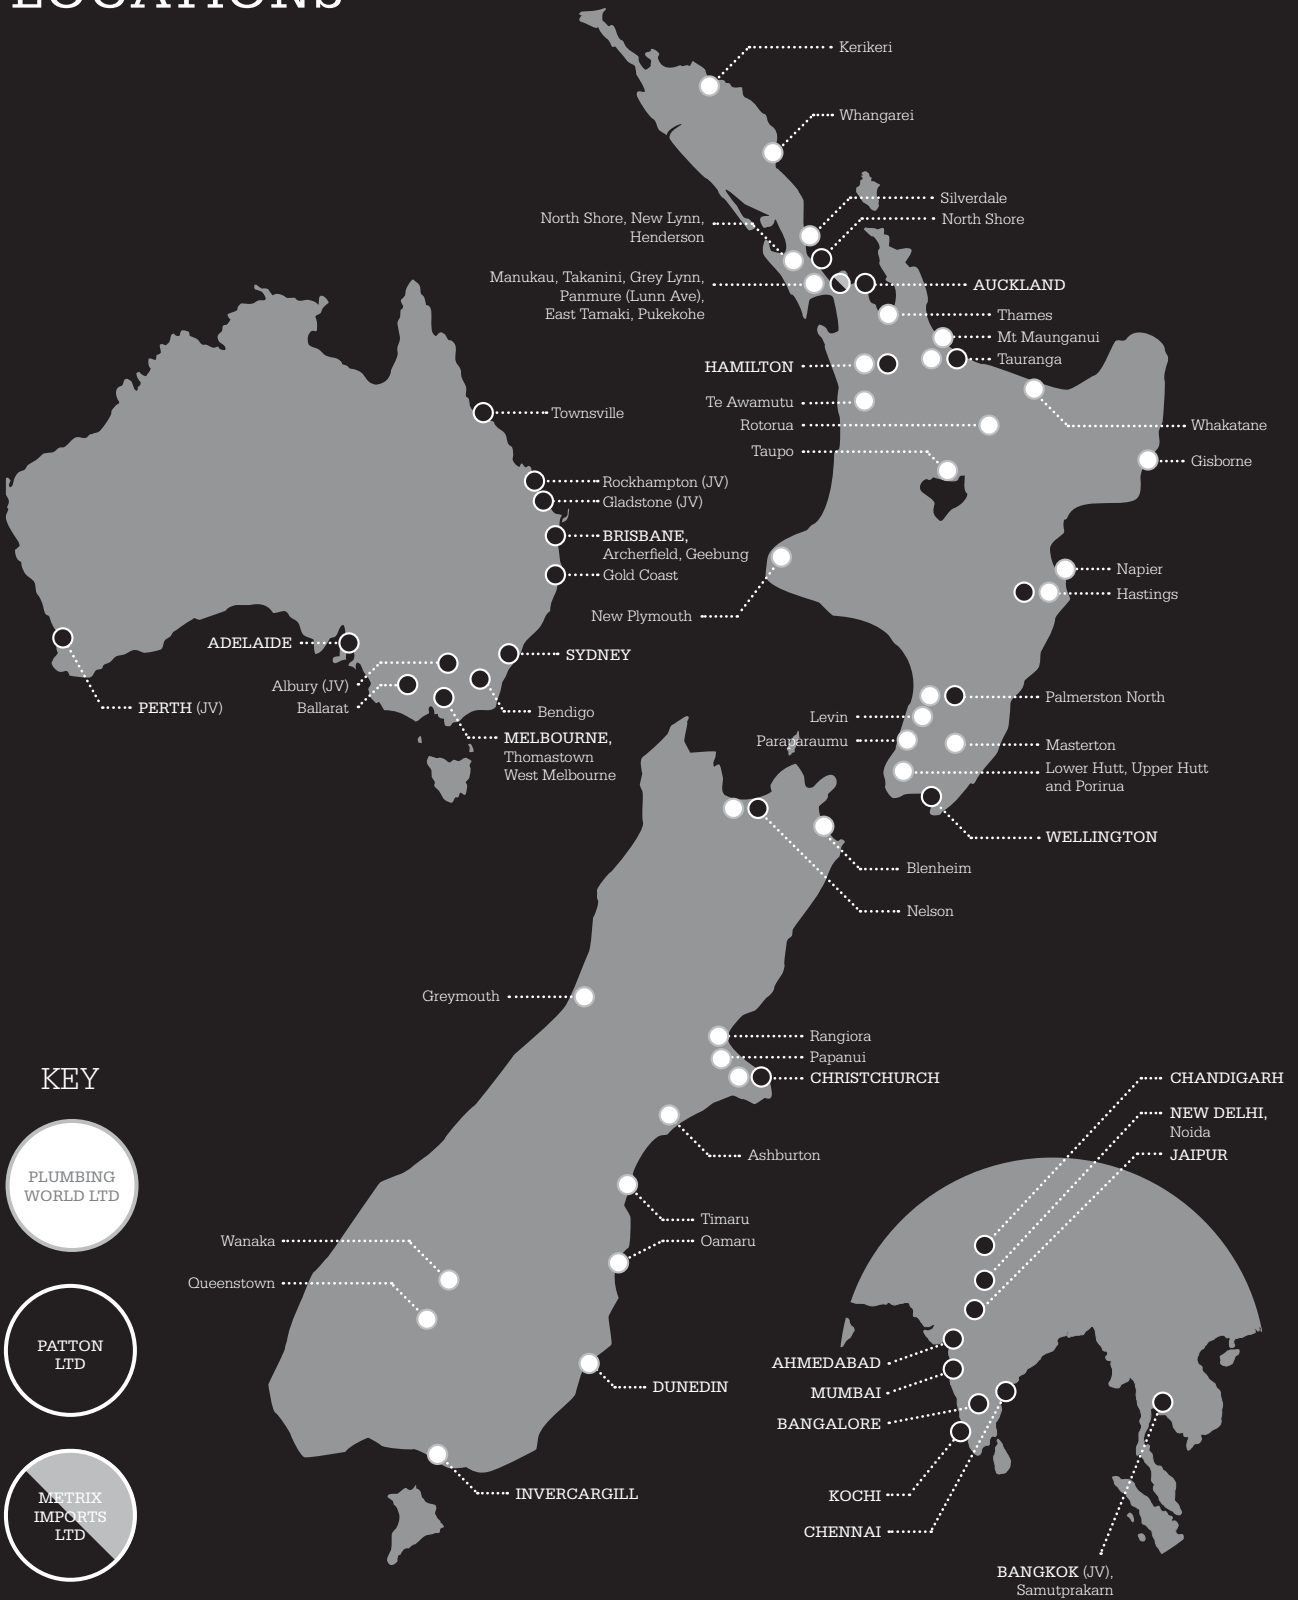 LOCATIONS
Kerikeri
Whangarei
Silverdale
North Shore
North Shore, New Lynn,
Henderson
Manukau, Takanini, Grey Lynn,
Panmure (Lunn Ave),
East Tamaki, Pukekohe
AUCKLAND
Thames
Mt Maunganui
Tauranga
HAMILTON
Te Awamutu
Rotorua
Taupo
Whakatane
Gisborne
Townsville
Rockhampton (JV)
Gladstone (JV)
BRISBANE,
Archerfield, Geebung
Gold Coast
New Plymouth
Napier
Hastings
ADELAIDE
SYDNEY
Albury (JV)
Ballarat
PERTH (JV)
Bendigo
MELBOURNE,
Thomastown
West Melbourne
Palmerston North
Levin
Paraparaumu
Masterton
Lower Hutt, Upper Hutt
and Porirua
WELLINGTON
Blenheim
Nelson
Greymouth
Rangiora
Papanui
CHRISTCHURCH
Ashburton
Timaru
Oamaru
Wanaka
Queenstown
DUNEDIN
INVERCARGILL
KEY
PLUMBING
WORLD LTD
PATTON
LTD
METRIX
IMPORTS
LTD
CHANDIGARH
NEW DELHI,
Noida
JAIPUR
AHMEDABAD
MUMBAI
BANGALORE
KOCHI
CHENNAI
BANGKOK (JV),
Samutprakarn